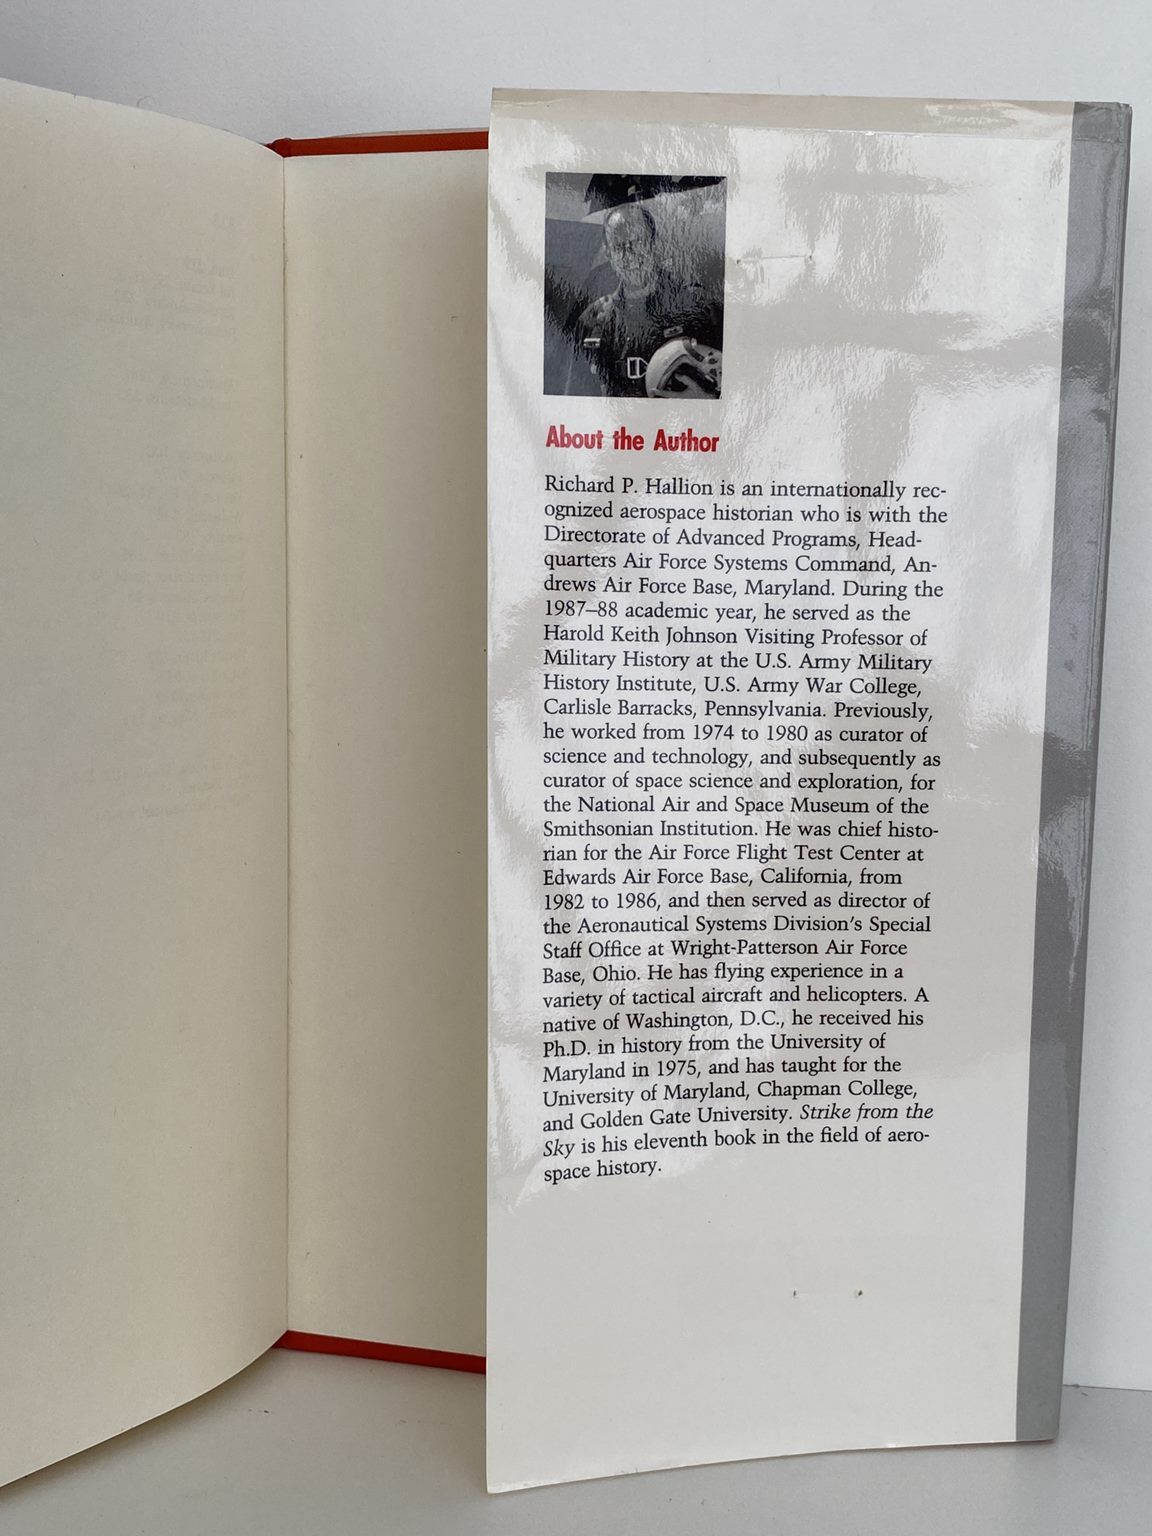 About the Author
Richard P. Hallion is an internationally rec-
ognized aerospace historian who is with the
Directorate of Advanced Programs, Head-
quarters Air Force Systems Command, An-
drews Air Force Base, Maryland. During the
1987–88 academic year, he served as the
Harold Keith Johnson Visiting Professor of
Military History at the U.S. Army Military
History Institute, U.S. Army War College,
Carlisle Barracks, Pennsylvania. Previously,
he worked from 1974 to 1980 as curator of
science and technology, and subsequently as
curator of space science and exploration, for
the National Air and Space Museum of the
Smithsonian Institution. He was chief histo-
rian for the Air Force Flight Test Center at
Edwards Air Force Base, California, from
1982 to 1986, and then served as director of
the Aeronautical Systems Division's Special
Staff Office at Wright-Patterson Air Force
Base, Ohio. He has flying experience in a
variety of tactical aircraft and helicopters. A
native of Washington, D.C., he received his
Ph.D. in history from the University of
Maryland in 1975, and has taught for the
University of Maryland, Chapman College,
and Golden Gate University. Strike from the
Sky is his eleventh book in the field of aero-
space history.